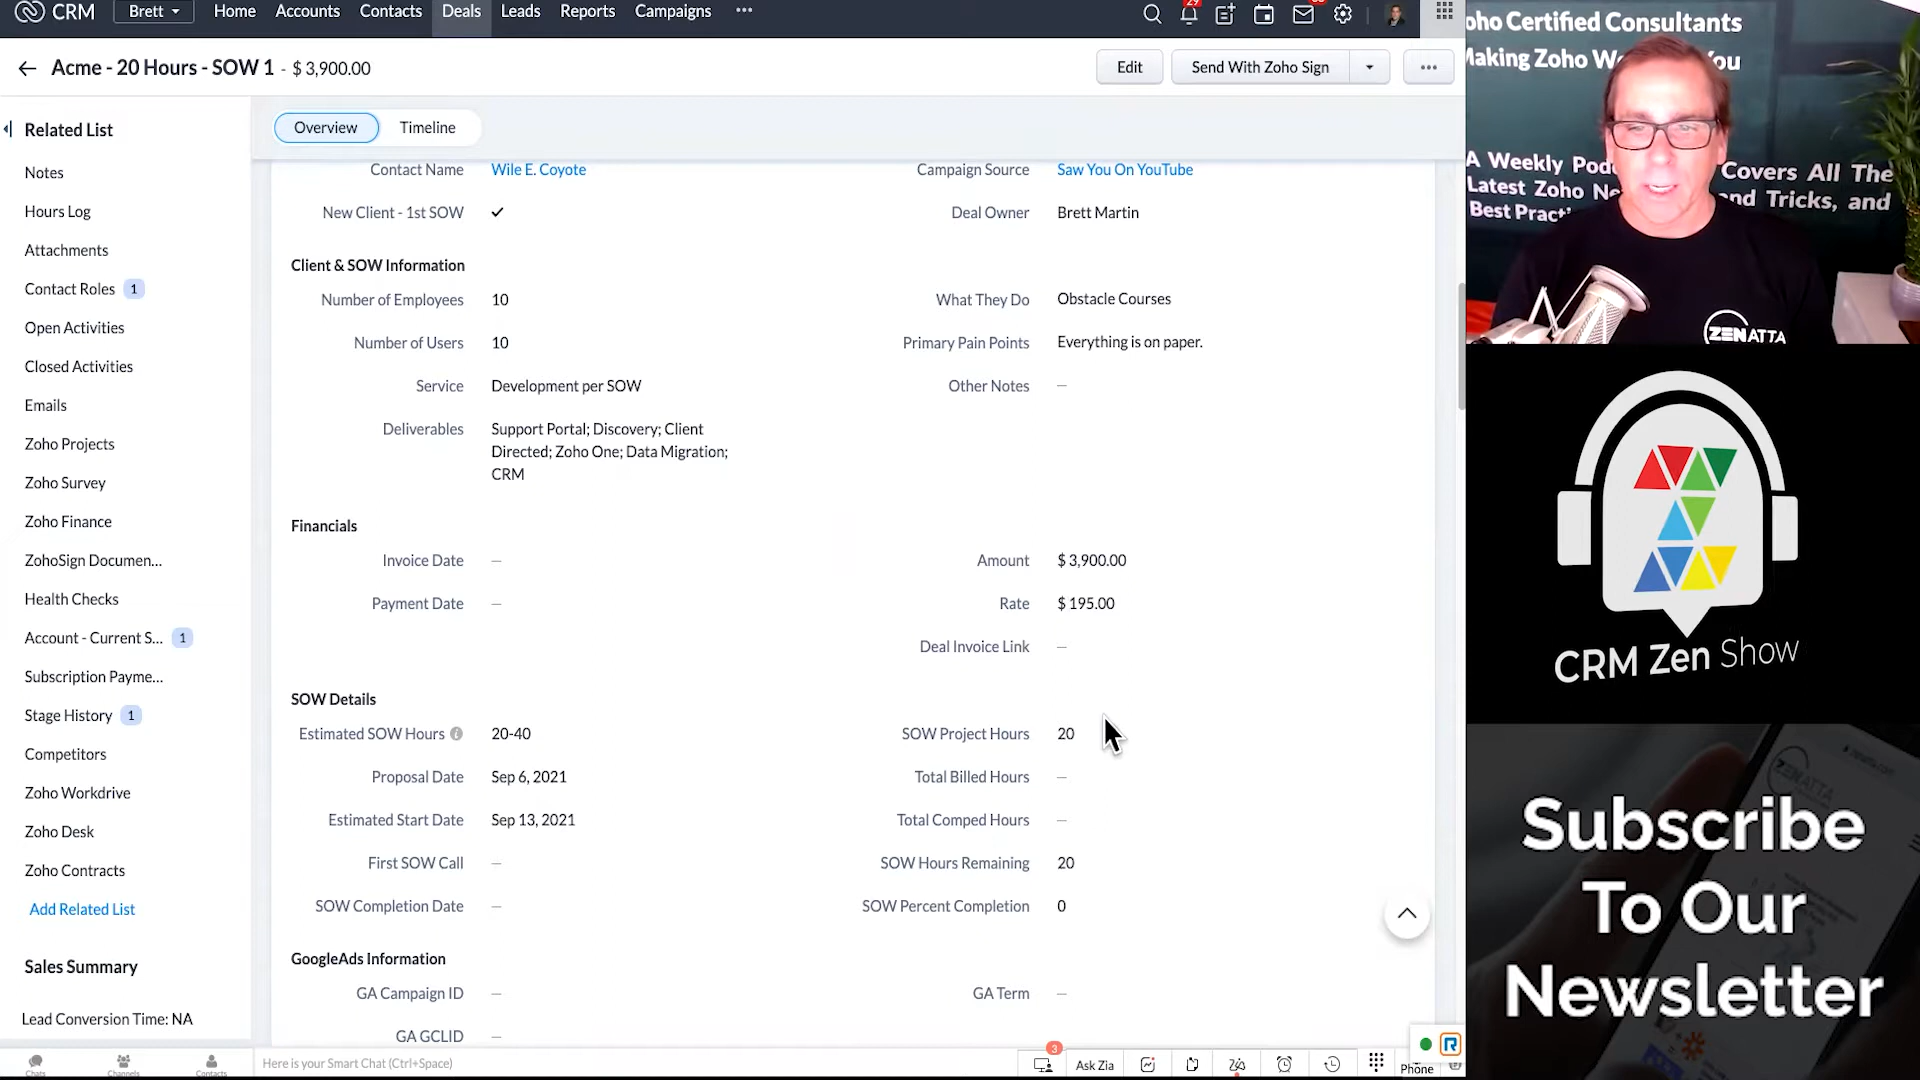 CRM
Brett
Home
Accounts
Contacts
Deals
Leads
Reports
Campaigns
Acme - 20 Hours - SOW 1 - $ 3,900.00
Edit
Send With Zoho Sign
Related List
Notes
Hours Log
Attachments
Contact Roles 1
Open Activities
Closed Activities
Emails
Zoho Projects
Zoho Survey
Zoho Finance
ZohoSign Documen...
Health Checks
Account - Current S... 1
Subscription Payme...
Stage History 1
Competitors
Zoho Workdrive
Zoho Desk
Zoho Contracts
Add Related List
Sales Summary
Lead Conversion Time: NA
Overview
Timeline
Contact Name Wile E. Coyote
Campaign Source Saw You On YouTube
New Client - 1st SOW
Deal Owner Brett Martin
Client & SOW Information
Number of Employees 10
What They Do Obstacle Courses
Number of Users 10
Primary Pain Points Everything is on paper.
Service Development per SOW
Other Notes —
Deliverables Support Portal; Discovery; Client
Directed; Zoho One; Data Migration;
CRM
Financials
Invoice Date —
Amount $ 3,900.00
Payment Date —
Rate $ 195.00
Deal Invoice Link —
SOW Details
Estimated SOW Hours 20-40
SOW Project Hours 20
Proposal Date Sep 6, 2021
Total Billed Hours —
Estimated Start Date Sep 13, 2021
Total Comped Hours —
First SOW Call —
SOW Hours Remaining 20
SOW Completion Date —
SOW Percent Completion 0
GoogleAds Information
GA Campaign ID —
GA Term —
GA GCLID —
Chats
Channels
Contacts
Here is your Smart Chat (Ctrl+Space)
3
Ask Zia
Phone
oho Certified Consultants
Making Zoho W ou
A Weekly Pod Covers All The
Latest Zoho Ne nd Tricks, and
Best Pract
ZENATTA
CRM Zen Show
Subscribe
To Our
Newsletter